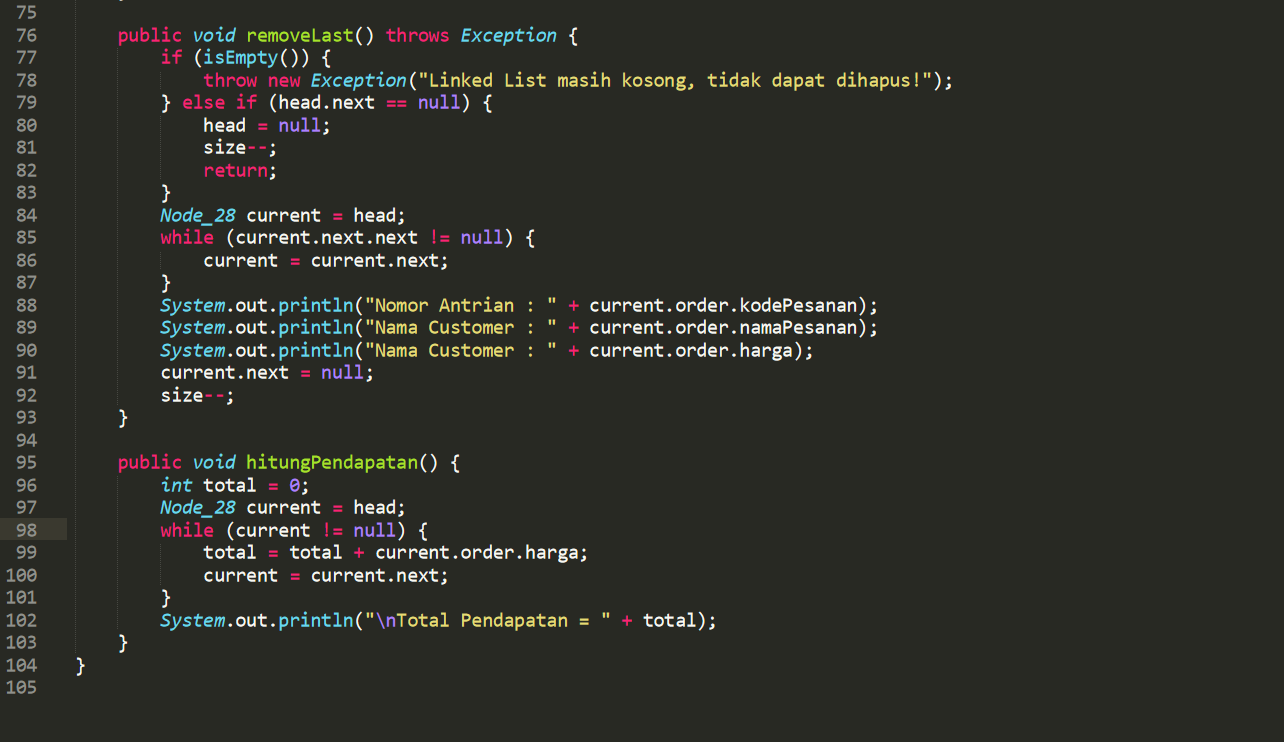 75
76 public void removeLast() throws Exception {
77 if (isEmpty()) {
78 throw new Exception("Linked List masih kosong, tidak dapat dihapus!");
79 } else if (head.next == null) {
80 head = null;
81 size--;
82 return;
83 }
84 Node_28 current = head;
85 while (current.next.next != null) {
86 current = current.next;
87 }
88 System.out.println("Nomor Antrian : " + current.order.kodePesanan);
89 System.out.println("Nama Customer : " + current.order.namaPesanan);
90 System.out.println("Nama Customer : " + current.order.harga);
91 current.next = null;
92 size--;
93 }
94
95 public void hitungPendapatan() {
96 int total = 0;
97 Node_28 current = head;
98 while (current != null) {
99 total = total + current.order.harga;
100 current = current.next;
101 }
102 System.out.println("\nTotal Pendapatan = " + total);
103 }
104 }
105